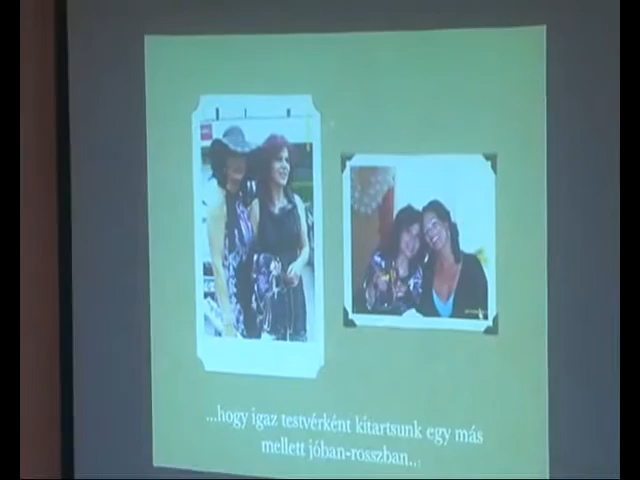 ...hogy igaz testvérként kitartsunk egy más
mellett jóban-rosszban...